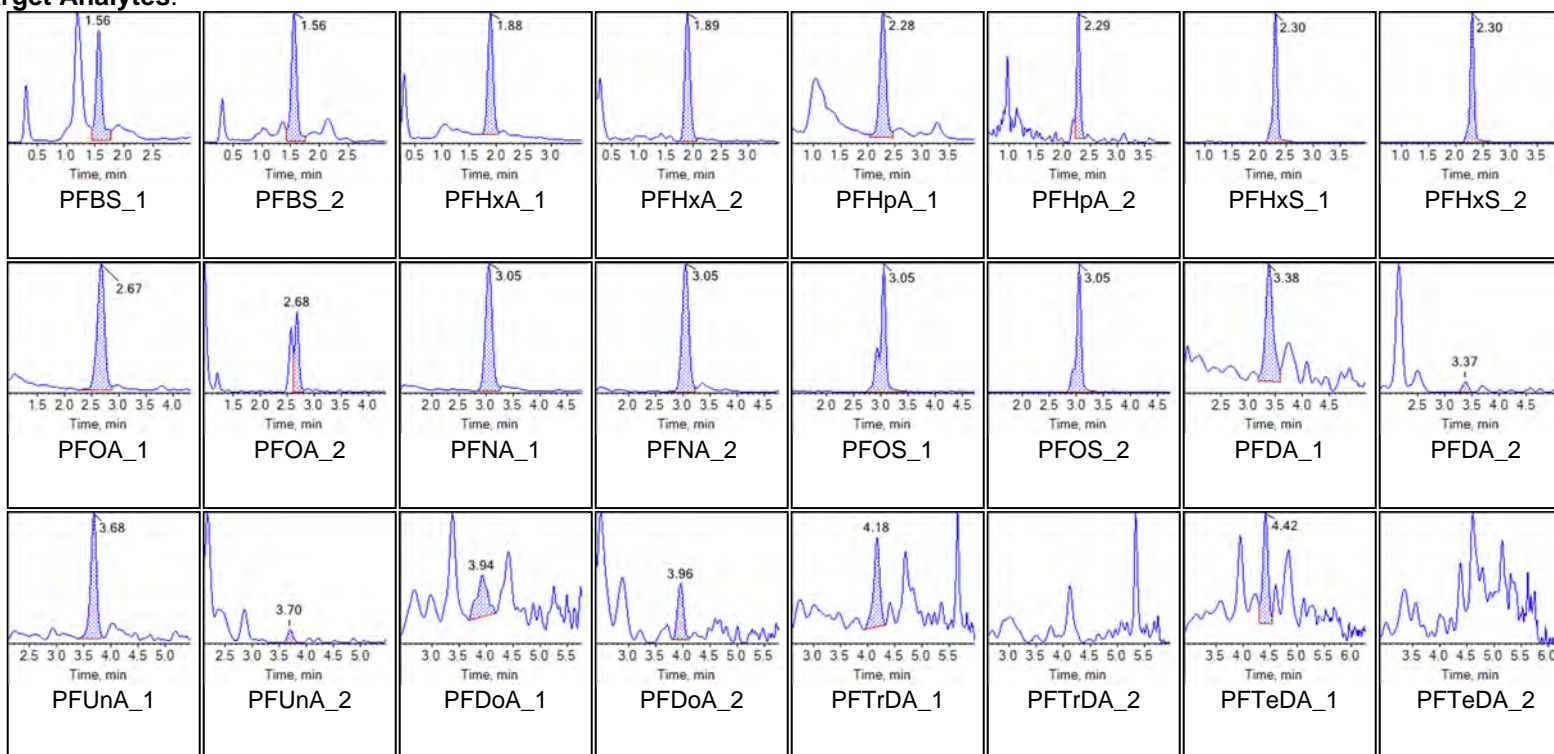 arget Analytes:
1.56 1.56 1.88 1.89 2.28 2.29 2.30 2.30
0.5 1.0 1.5 2.0 2.5 0.5 1.0 1.5 2.0 2.5 0.5 1.0 1.5 2.0 2.5 3.0 0.5 1.0 1.5 2.0 2.5 3.0 1.0 1.5 2.0 2.5 3.0 3.5 1.0 1.5 2.0 2.5 3.0 3.5 1.0 1.5 2.0 2.5 3.0 3.5 1.0 1.5 2.0 2.5 3.0 3.5
Time, min Time, min Time, min Time, min Time, min Time, min Time, min Time, min
PFBS_1 PFBS_2 PFHxA_1 PFHxA_2 PFHpA_1 PFHpA_2 PFHxS_1 PFHxS_2
2.67 2.68 3.05 3.05 3.05 3.05 3.38 3.37
1.5 2.0 2.5 3.0 3.5 4.0 1.5 2.0 2.5 3.0 3.5 4.0 2.0 2.5 3.0 3.5 4.0 4.5 2.0 2.5 3.0 3.5 4.0 4.5 2.0 2.5 3.0 3.5 4.0 4.5 2.0 2.5 3.0 3.5 4.0 4.5 2.5 3.0 3.5 4.0 4.5 2.5 3.0 3.5 4.0 4.5 5.0
Time, min Time, min Time, min Time, min Time, min Time, min Time, min Time, min
PFOA_1 PFOA_2 PFNA_1 PFNA_2 PFOS_1 PFOS_2 PFDA_1 PFDA_2
3.68 3.70 3.94 3.96 4.18 4.42
2.5 3.0 3.5 4.0 4.5 5.0 2.5 3.0 3.5 4.0 4.5 5.0 3.0 3.5 4.0 4.5 5.0 5.5 3.0 3.5 4.0 4.5 5.0 5.5 3.0 3.5 4.0 4.5 5.0 5.5 3.0 3.5 4.0 4.5 5.0 5.5 3.5 4.0 4.5 5.0 5.5 6.0 3.5 4.0 4.5 5.0 5.5 6.0
Time, min Time, min Time, min Time, min Time, min Time, min Time, min Time, min
PFUnA_1 PFUnA_2 PFDoA_1 PFDoA_2 PFTrDA_1 PFTrDA_2 PFTeDA_1 PFTeDA_2